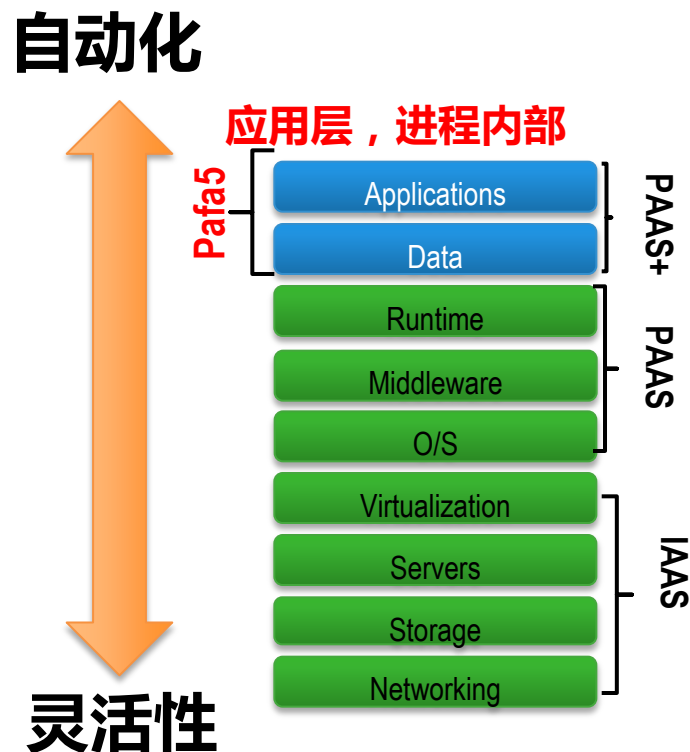 自动化
应用层，进程内部
Pafa5
Applications
Data
PAAS+
Runtime
Middleware
O/S
PAAS
Virtualization
Servers
Storage
Networking
IAAS
灵活性